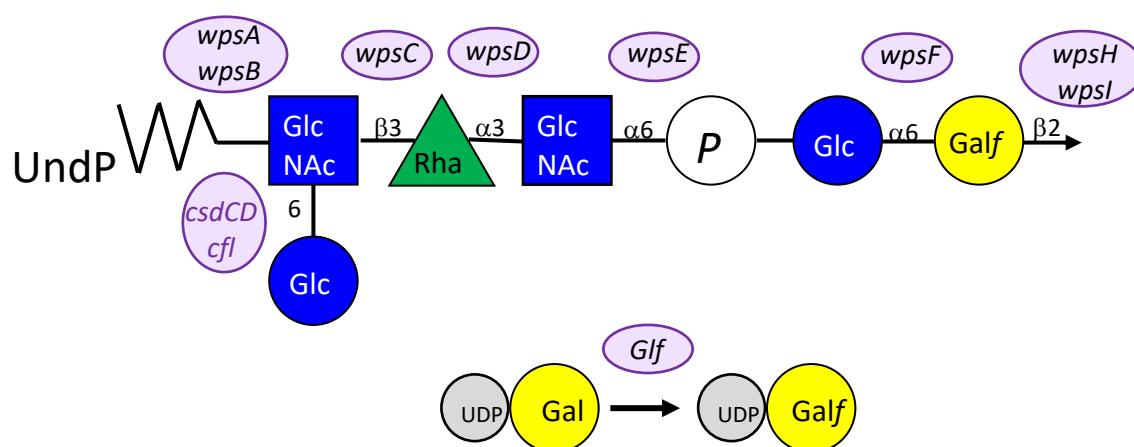 wpsA
wpsB
wpsC
wpsD
wpsE
wpsF
wpsH
wpsI
UndP
Glc
NAc
β3
Rha
α3
Glc
NAc
α6
P
Glc
α6
Galf
β2
csdCD
cfI
6
Glc
Glf
UDP
Gal
UDP
Galf